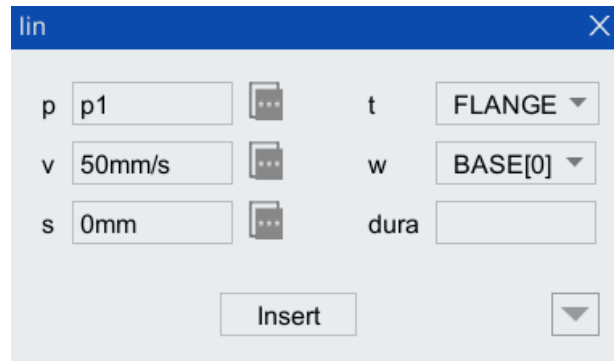 lin
p p1 t FLANGE
v 50mm/s w BASE[0]
s 0mm dura
Insert